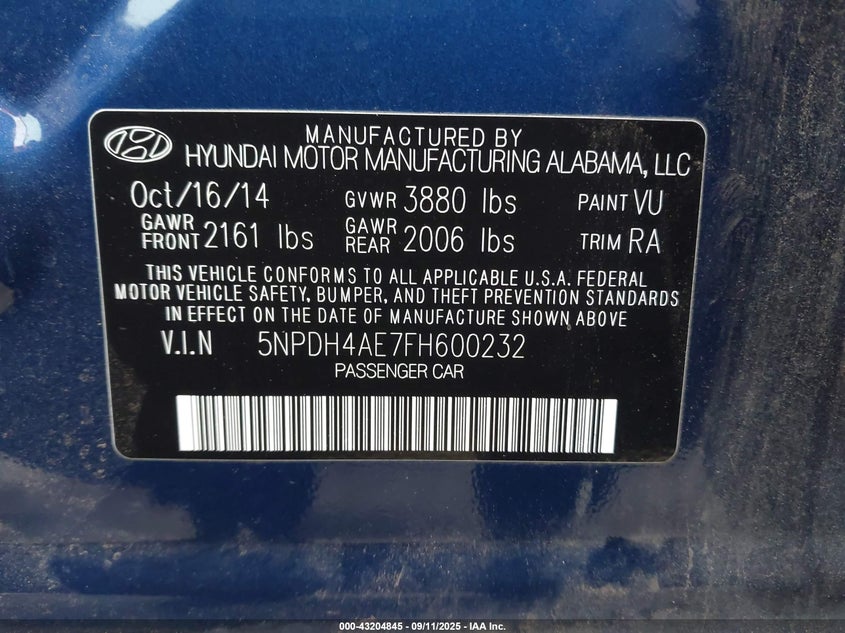 MANUFACTURED BY
HYUNDAI MOTOR MANUFACTURING ALABAMA, LLC
Oct/16/14 GVWR 3880 lbs PAINT VU
GAWR FRONT 2161 lbs GAWR REAR 2006 lbs TRIM RA
THIS VEHICLE CONFORMS TO ALL APPLICABLE U.S.A. FEDERAL
MOTOR VEHICLE SAFETY, BUMPER, AND THEFT PREVENTION STANDARDS
IN EFFECT ON THE DATE OF MANUFACTURE SHOWN ABOVE
V.I.N 5NPDH4AE7FH600232
PASSENGER CAR
000-43204845 - 09/11/2025 - IAA Inc.